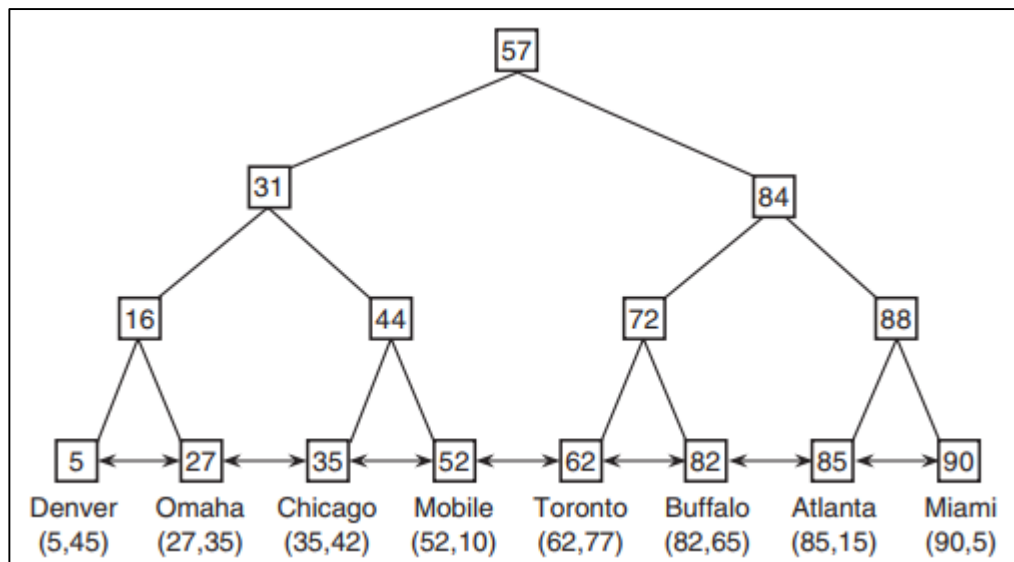 57
31 84
16 44 72 88
5 27 35 52 62 82 85 90
Denver Omaha Chicago Mobile Toronto Buffalo Atlanta Miami
(5,45) (27,35) (35,42) (52,10) (62,77) (82,65) (85,15) (90,5)